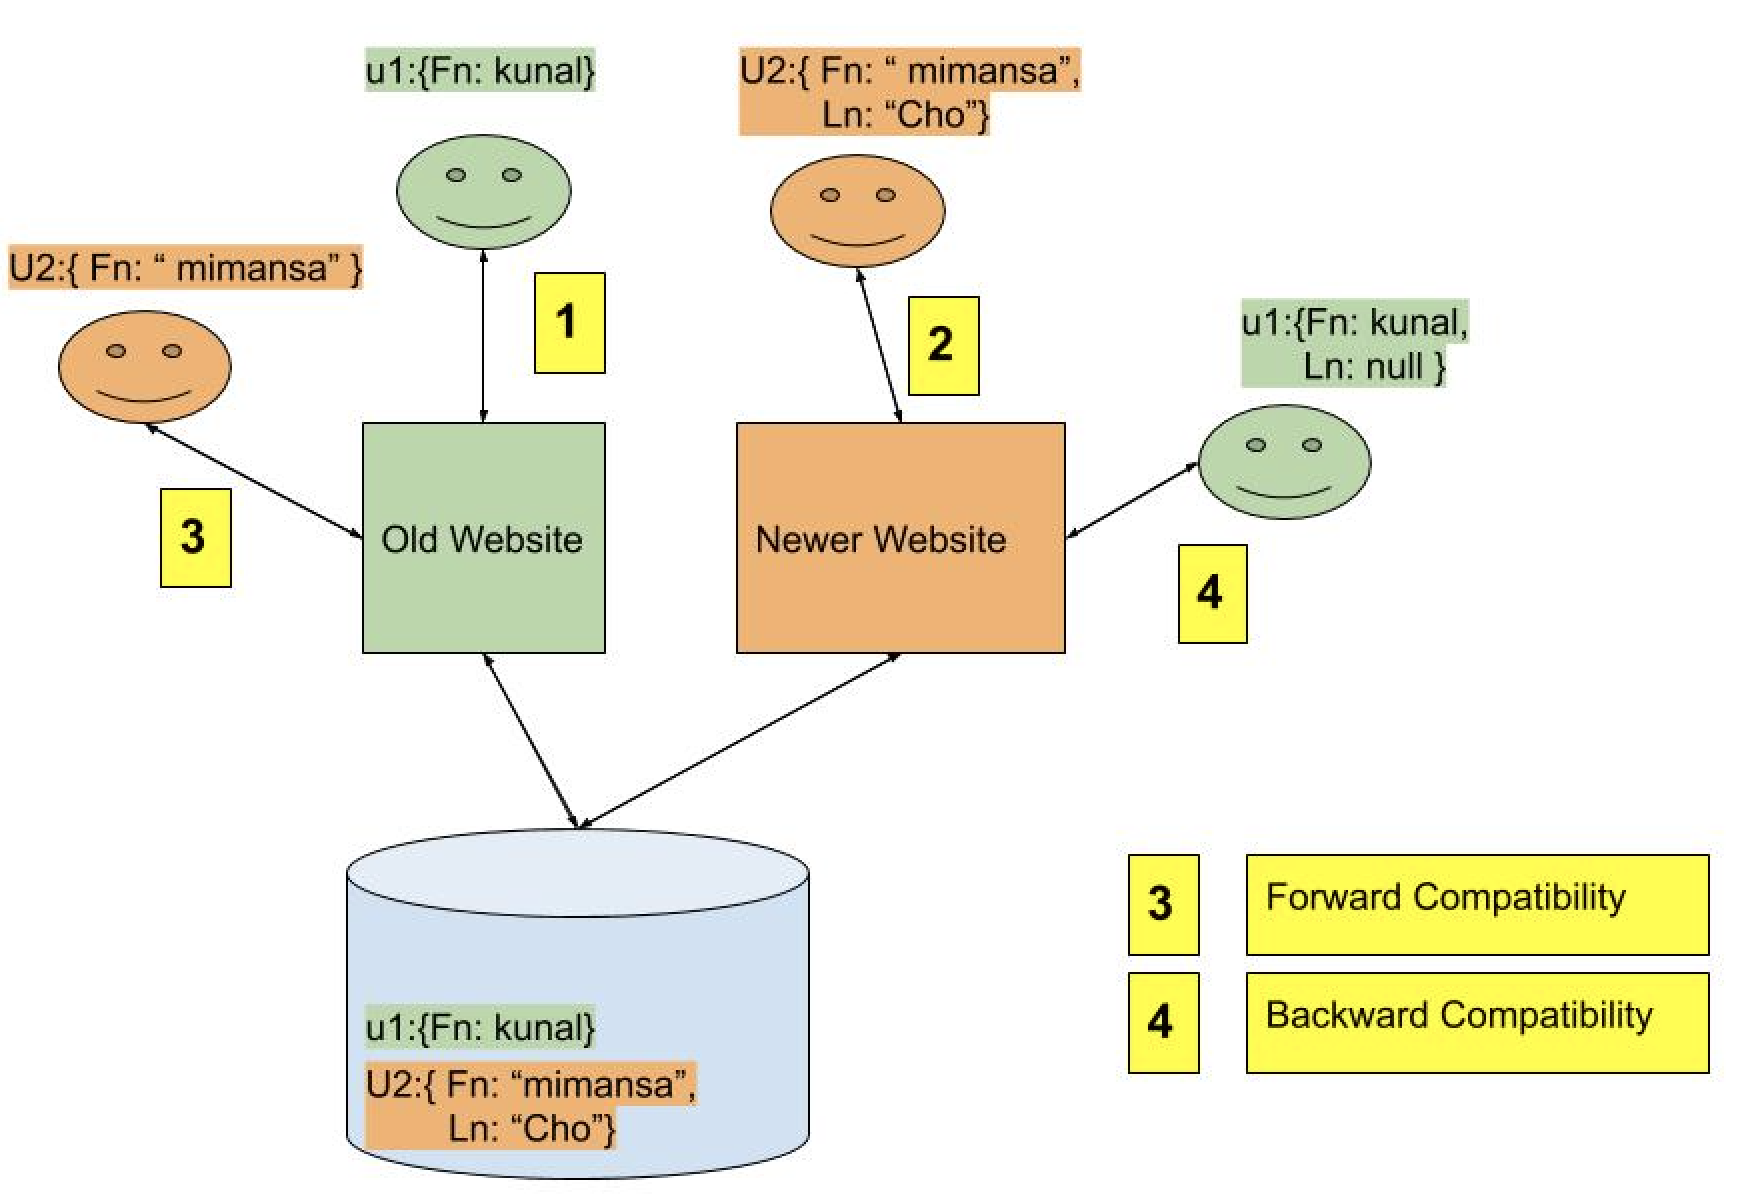 u1:{Fn: kunal}
U2:{ Fn: “ mimansa”,
Ln: “Cho”}
U2:{ Fn: “ mimansa” }
1
2
u1:{Fn: kunal,
Ln: null }
3
Old Website
Newer Website
4
3 Forward Compatibility
4 Backward Compatibility
u1:{Fn: kunal}
U2:{ Fn: “mimansa”,
Ln: “Cho”}